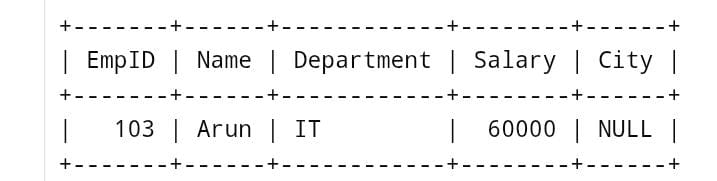 +-------+------+------------+--------+------+
| EmpID | Name | Department | Salary | City |
+-------+------+------------+--------+------+
|   103 | Arun | IT         |  60000 | NULL |
+-------+------+------------+--------+------+